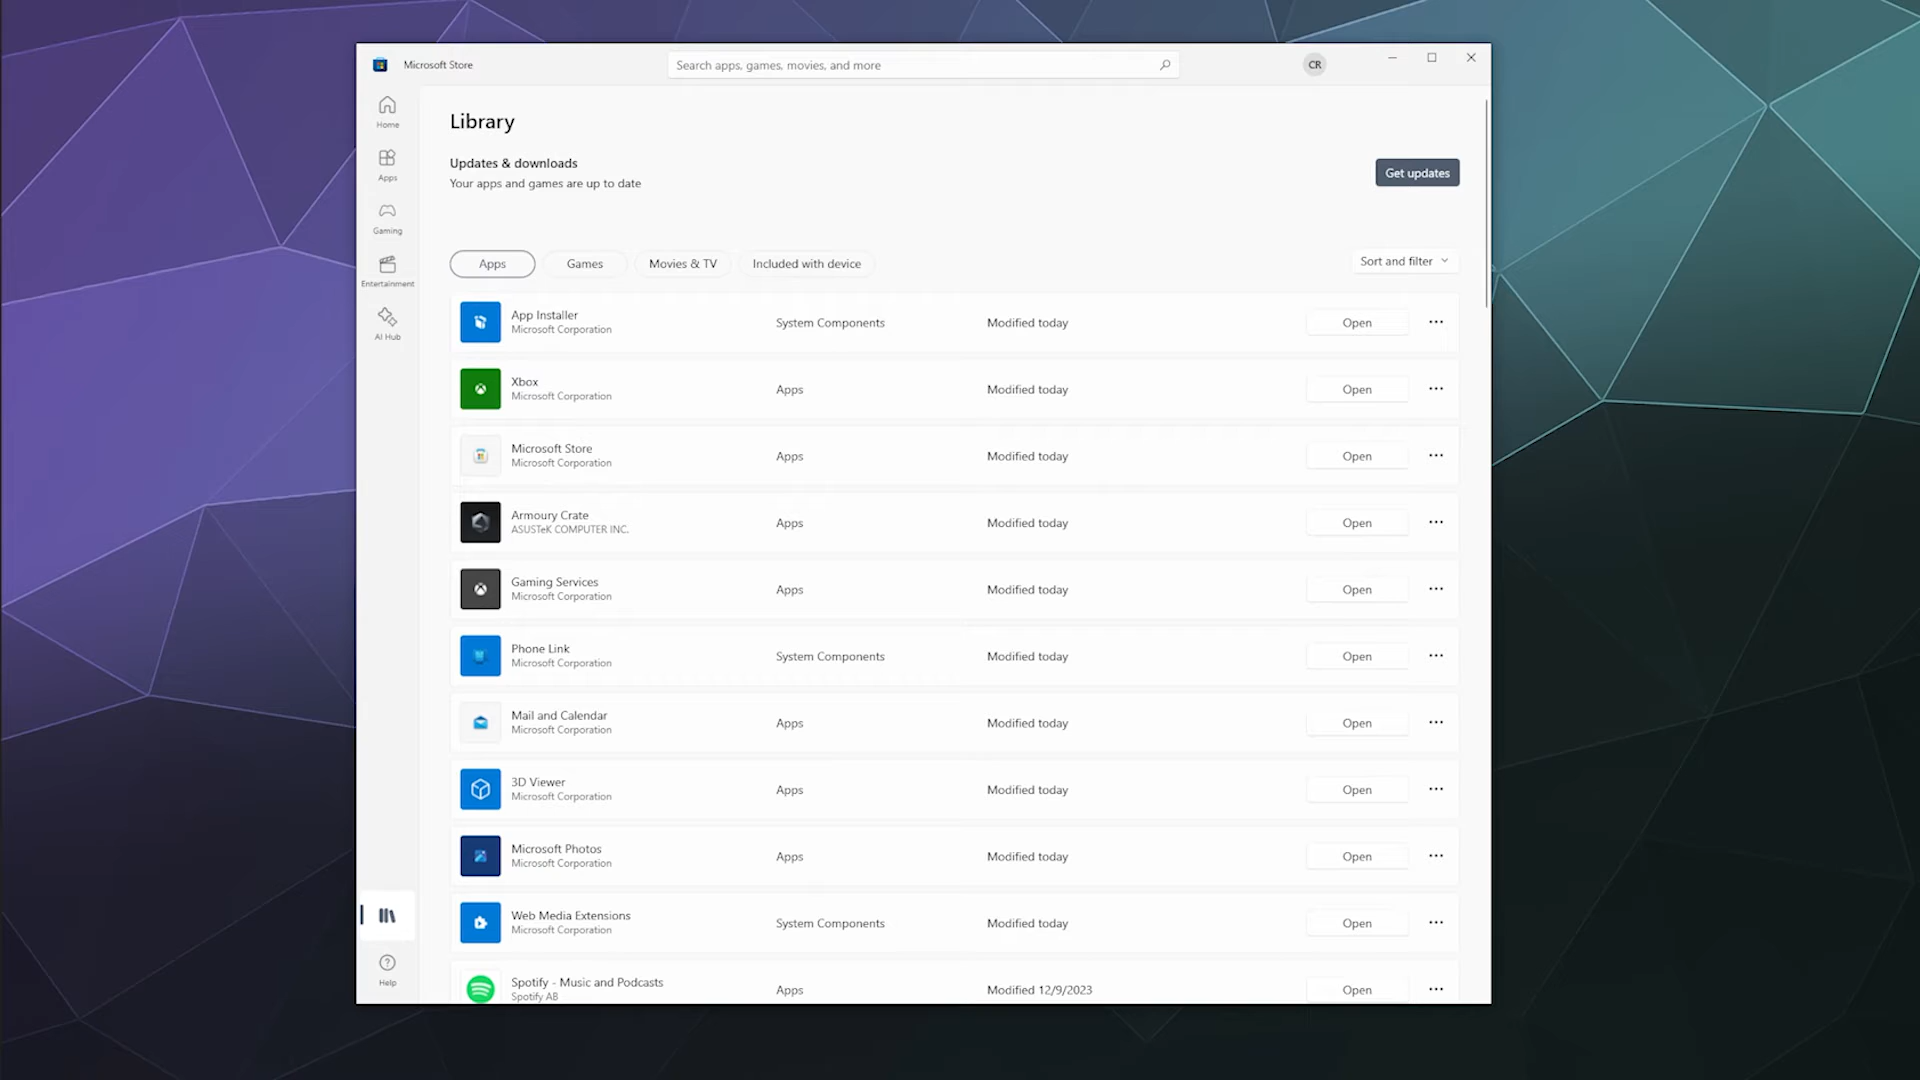 Microsoft Store
Search apps, games, movies, and more
CR
Home
Apps
Gaming
Entertainment
AI Hub
Help
Library
Updates & downloads
Your apps and games are up to date
Get updates
Apps Games Movies & TV Included with device
Sort and filter
App Installer
Microsoft Corporation
System Components Modified today Open
Xbox
Microsoft Corporation
Apps Modified today Open
Microsoft Store
Microsoft Corporation
Apps Modified today Open
Armoury Crate
ASUSTeK COMPUTER INC.
Apps Modified today Open
Gaming Services
Microsoft Corporation
Apps Modified today Open
Phone Link
Microsoft Corporation
System Components Modified today Open
Mail and Calendar
Microsoft Corporation
Apps Modified today Open
3D Viewer
Microsoft Corporation
Apps Modified today Open
Microsoft Photos
Microsoft Corporation
Apps Modified today Open
Web Media Extensions
Microsoft Corporation
System Components Modified today Open
Spotify - Music and Podcasts
Spotify AB
Apps Modified 12/9/2023 Open